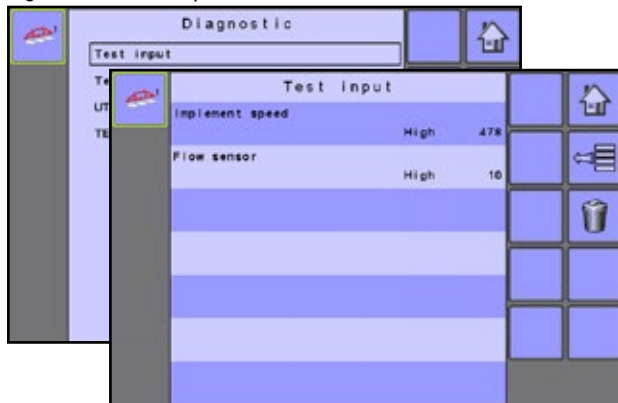 Diagnostic
Test input
Te
UT
TE
Test input
Implement speed
High 478
Flow sensor
High 10